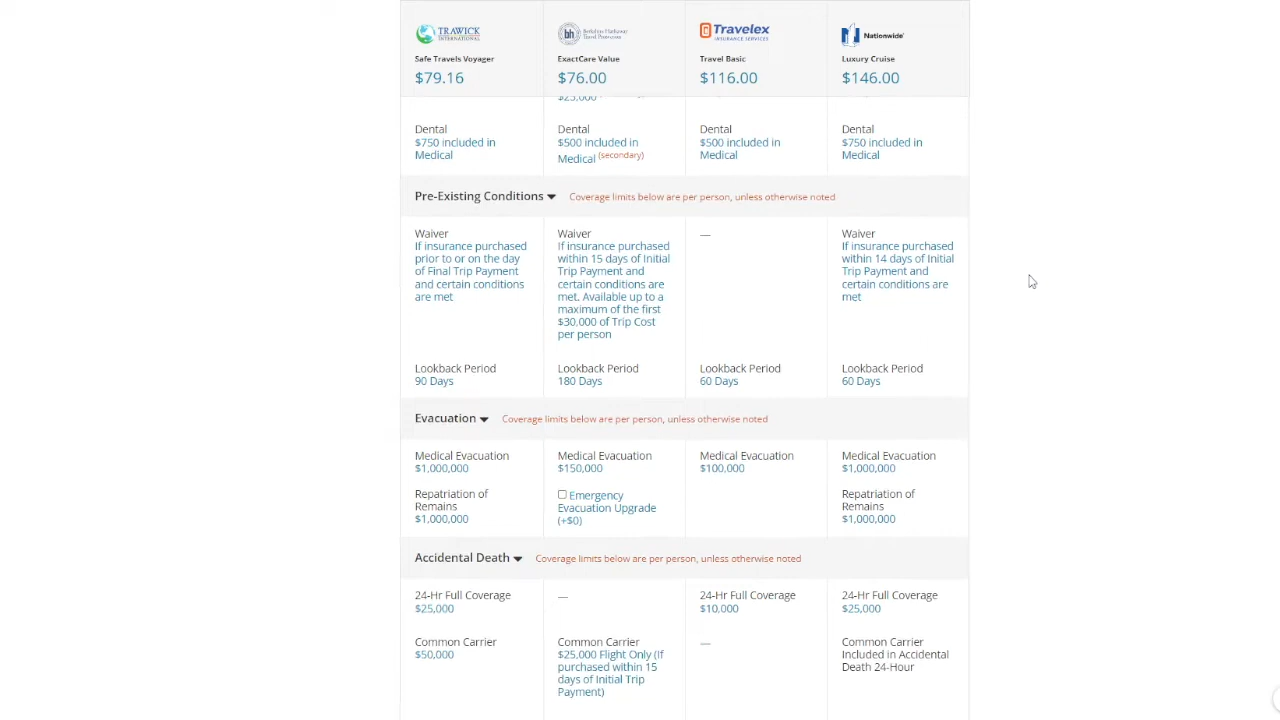 TRAWICK
INTERNATIONAL
Safe Travels Voyager
$79.16
bh Berkshire Hathaway
Travel Protection
ExactCare Value
$76.00
Travelex
INSURANCE SERVICES
Travel Basic
$116.00
Nationwide
Luxury Cruise
$146.00
$25,000
Dental
$750 included in
Medical
Dental
$500 included in
Medical (secondary)
Dental
$500 included in
Medical
Dental
$750 included in
Medical
Pre-Existing Conditions Coverage limits below are per person, unless otherwise noted
Waiver
If insurance purchased
prior to or on the day
of Final Trip Payment
and certain conditions
are met
Waiver
If insurance purchased
within 15 days of Initial
Trip Payment and
certain conditions are
met. Available up to a
maximum of the first
$30,000 of Trip Cost
per person
—
Waiver
If insurance purchased
within 14 days of Initial
Trip Payment and
certain conditions are
met
Lookback Period
90 Days
Lookback Period
180 Days
Lookback Period
60 Days
Lookback Period
60 Days
Evacuation Coverage limits below are per person, unless otherwise noted
Medical Evacuation
$1,000,000
Medical Evacuation
$150,000
Medical Evacuation
$100,000
Medical Evacuation
$1,000,000
Repatriation of
Remains
$1,000,000
Emergency
Evacuation Upgrade
(+$0)
Repatriation of
Remains
$1,000,000
Accidental Death Coverage limits below are per person, unless otherwise noted
24-Hr Full Coverage
$25,000
—
24-Hr Full Coverage
$10,000
24-Hr Full Coverage
$25,000
Common Carrier
$50,000
Common Carrier
$25,000 Flight Only (If
purchased within 15
days of Initial Trip
Payment)
—
Common Carrier
Included in Accidental
Death 24-Hour